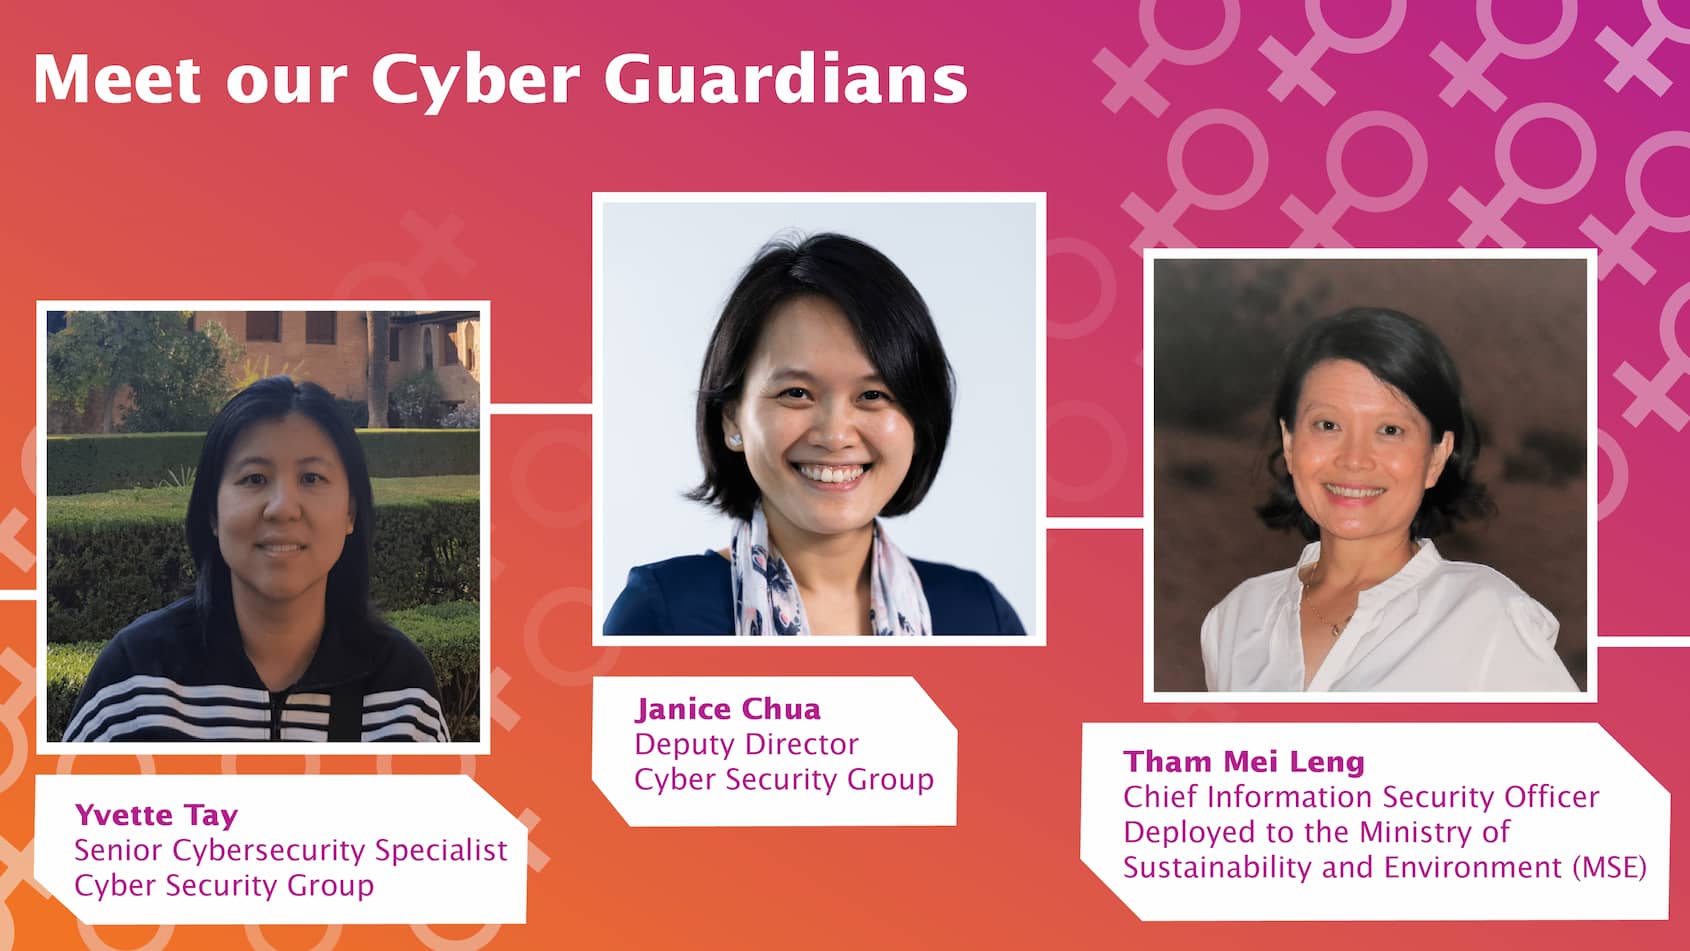 Meet our Cyber Guardians
Yvette Tay
Senior Cybersecurity Specialist
Cyber Security Group
Janice Chua
Deputy Director
Cyber Security Group
Tham Mei Leng
Chief Information Security Officer
Deployed to the Ministry of
Sustainability and Environment (MSE)